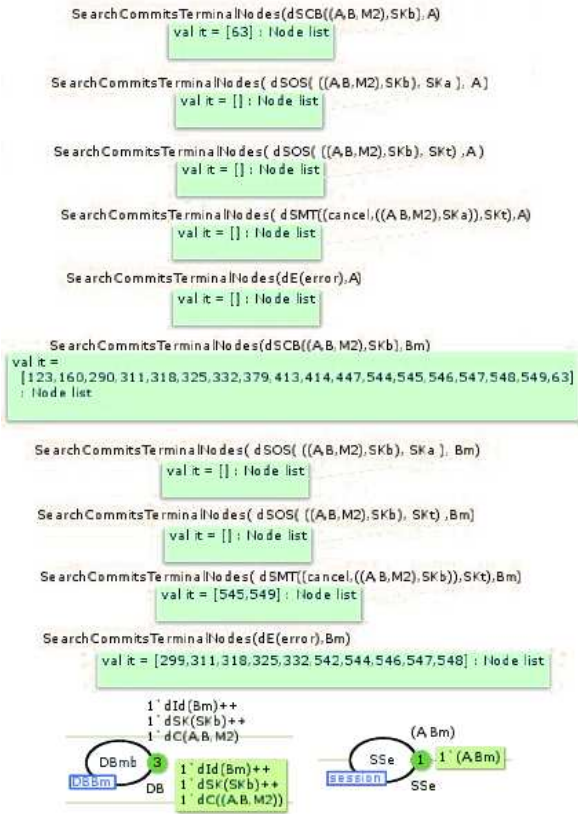 SearchCommitsTerminalNodes(dSCB((A,B,M2),SKb),A)
val it = [63] : Node list
SearchCommitsTerminalNodes( dSOS( ((A,B,M2),SKb), SKa ), A)
val it = [] : Node list
SearchCommitsTerminalNodes( dSOS( ((A,B,M2),SKb), SKt) ,A)
val it = [] : Node list
SearchCommitsTerminalNodes( dSMT((cancel,((A,B,M2),SKa)),SKt),A)
val it = [] : Node list
SearchCommitsTerminalNodes(dE(error),A)
val it = [] : Node list
SearchCommitsTerminalNodes(dSCB((A,B,M2),SKb),Bm)
val it =
[123,160,290,311,318,325,332,379,413,414,447,544,545,546,547,548,549,63]
: Node list
SearchCommitsTerminalNodes( dSOS( ((A,B,M2),SKb), SKa ), Bm)
val it = [] : Node list
SearchCommitsTerminalNodes( dSOS( ((A,B,M2),SKb), SKt) ,Bm)
val it = [] : Node list
SearchCommitsTerminalNodes( dSMT((cancel,((A,B,M2),SKb)),SKt),Bm)
val it = [545,549] : Node list
SearchCommitsTerminalNodes(dE(error),Bm)
val it = [299,311,318,325,332,542,544,546,547,548] : Node list
1`dId(Bm)++
1`dSK(SKb)++
1`dC(A,B,M2)
DBmb
3
DBBm
DB
1`dId(Bm)++
1`dSK(SKb)++
1`dC((A,B,M2))
(A,Bm)
SSe
1
1`(A,Bm)
session
SSe